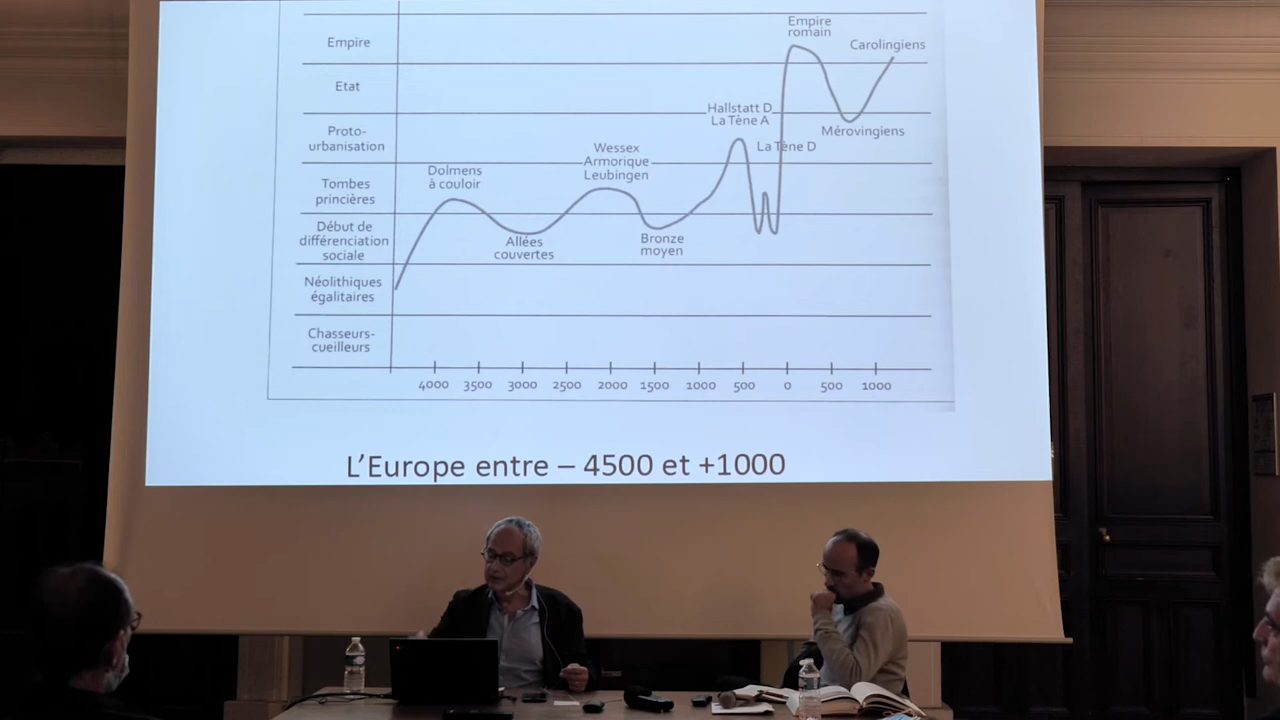 Empire
romain
Empire
Carolingiens
Etat
Hallstatt D
La Tène A
Proto-
urbanisation
Mérovingiens
La Tène D
Wessex
Armorique
Leubingen
Dolmens
à couloir
Tombes
princières
Début de
différenciation
sociale
Allées
couvertes
Bronze
moyen
Néolithiques
égalitaires
Chasseurs-
cueilleurs
4000 3500 3000 2500 2000 1500 1000 500 0 500 1000
L'Europe entre – 4500 et +1000